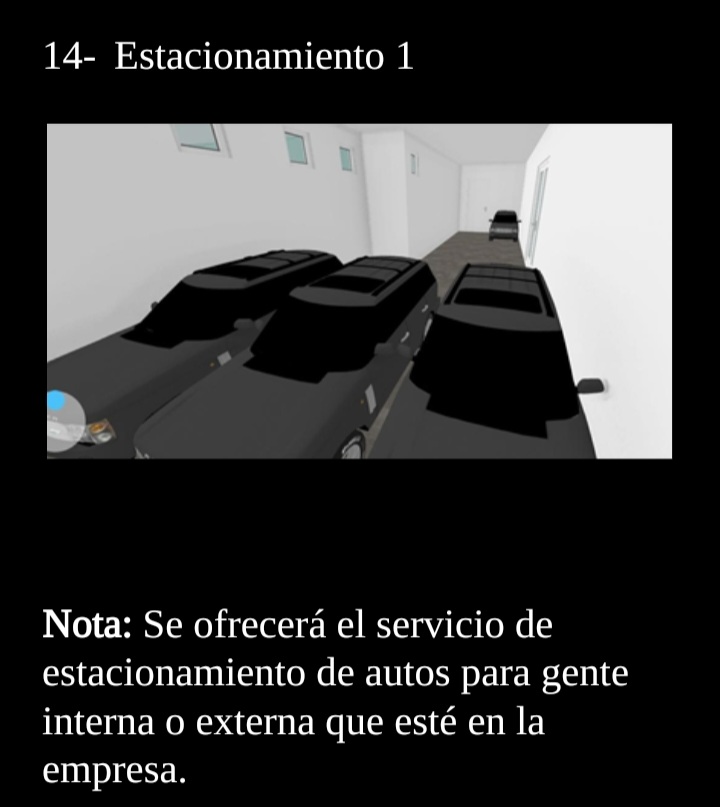 14- Estacionamiento 1
Nota: Se ofrecerá el servicio de
estacionamiento de autos para gente
interna o externa que esté en la
empresa.